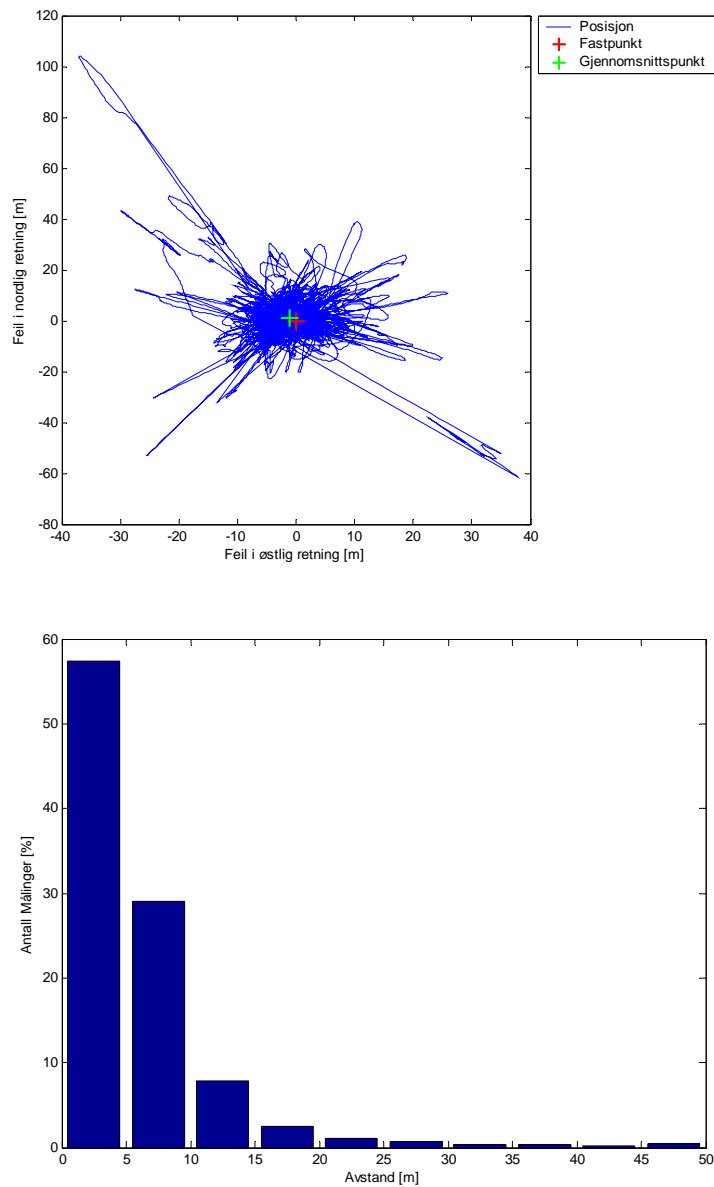 120
100
80
60
40
20
0
-20
-40
-60
-80
Feil i nordlig retning [m]
-40 -30 -20 -10 0 10 20 30 40
Feil i østlig retning [m]
Posisjon
Fastpunkt
Gjennomsnittspunkt
60
50
40
30
20
10
0
Antall Målinger [%]
0 5 10 15 20 25 30 35 40 45 50
Avstand [m]